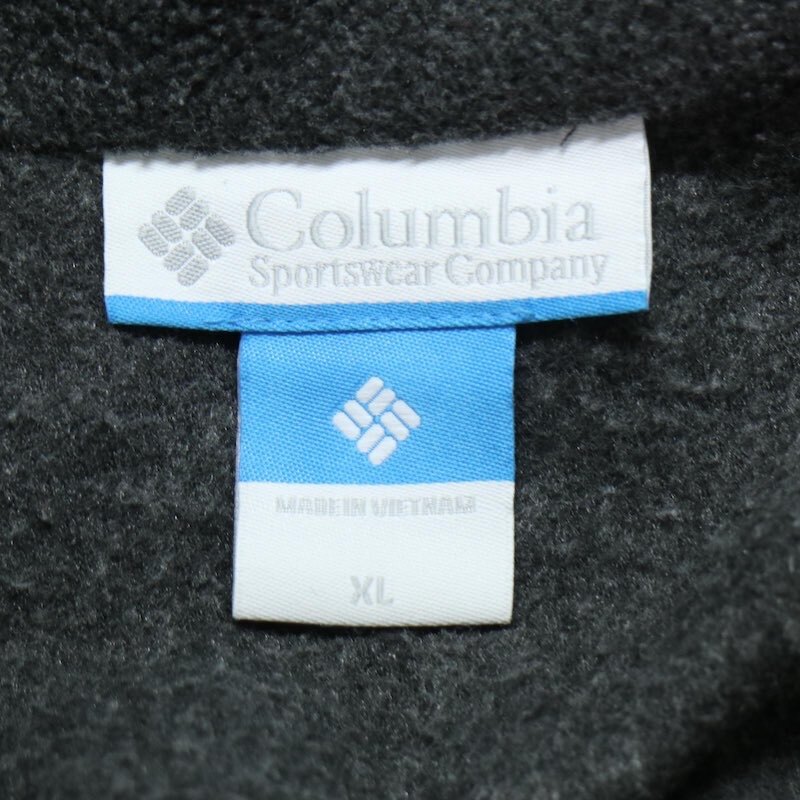 Columbia
Sportswear Company
MADE IN VIETNAM
XL